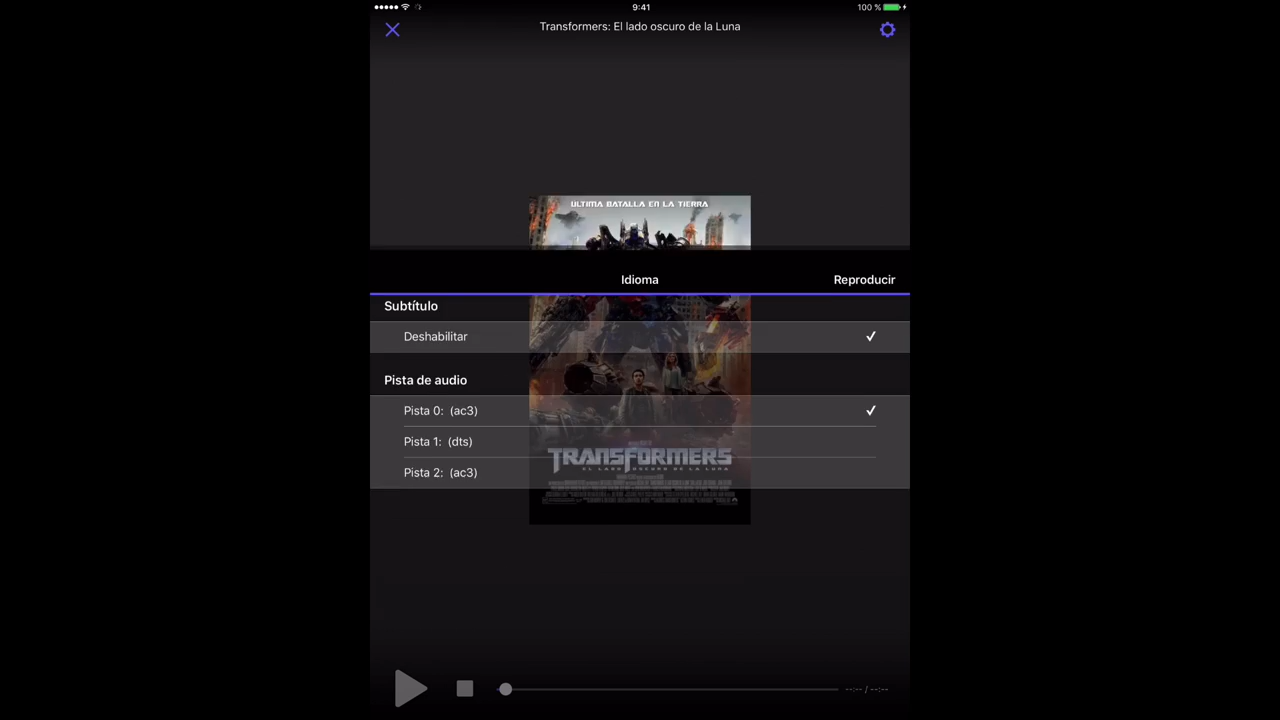 9:41
100 %
Transformers: El lado oscuro de la Luna
ÚLTIMA BATALLA EN LA TIERRA
Idioma
Reproducir
Subtítulo
Deshabilitar
Pista de audio
Pista 0: (ac3)
Pista 1: (dts)
Pista 2: (ac3)
TRANSFORMERS
EL LADO OSCURO DE LA LUNA
--:-- / --:--